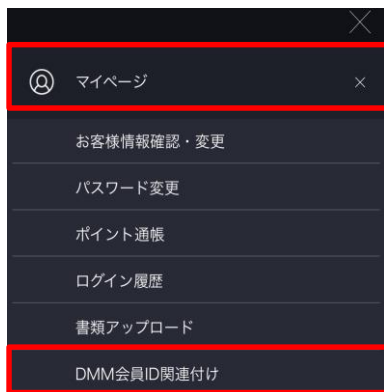 マイページ
お客様情報確認・変更
パスワード変更
ポイント通帳
ログイン履歴
書類アップロード
DMM会員ID関連付け